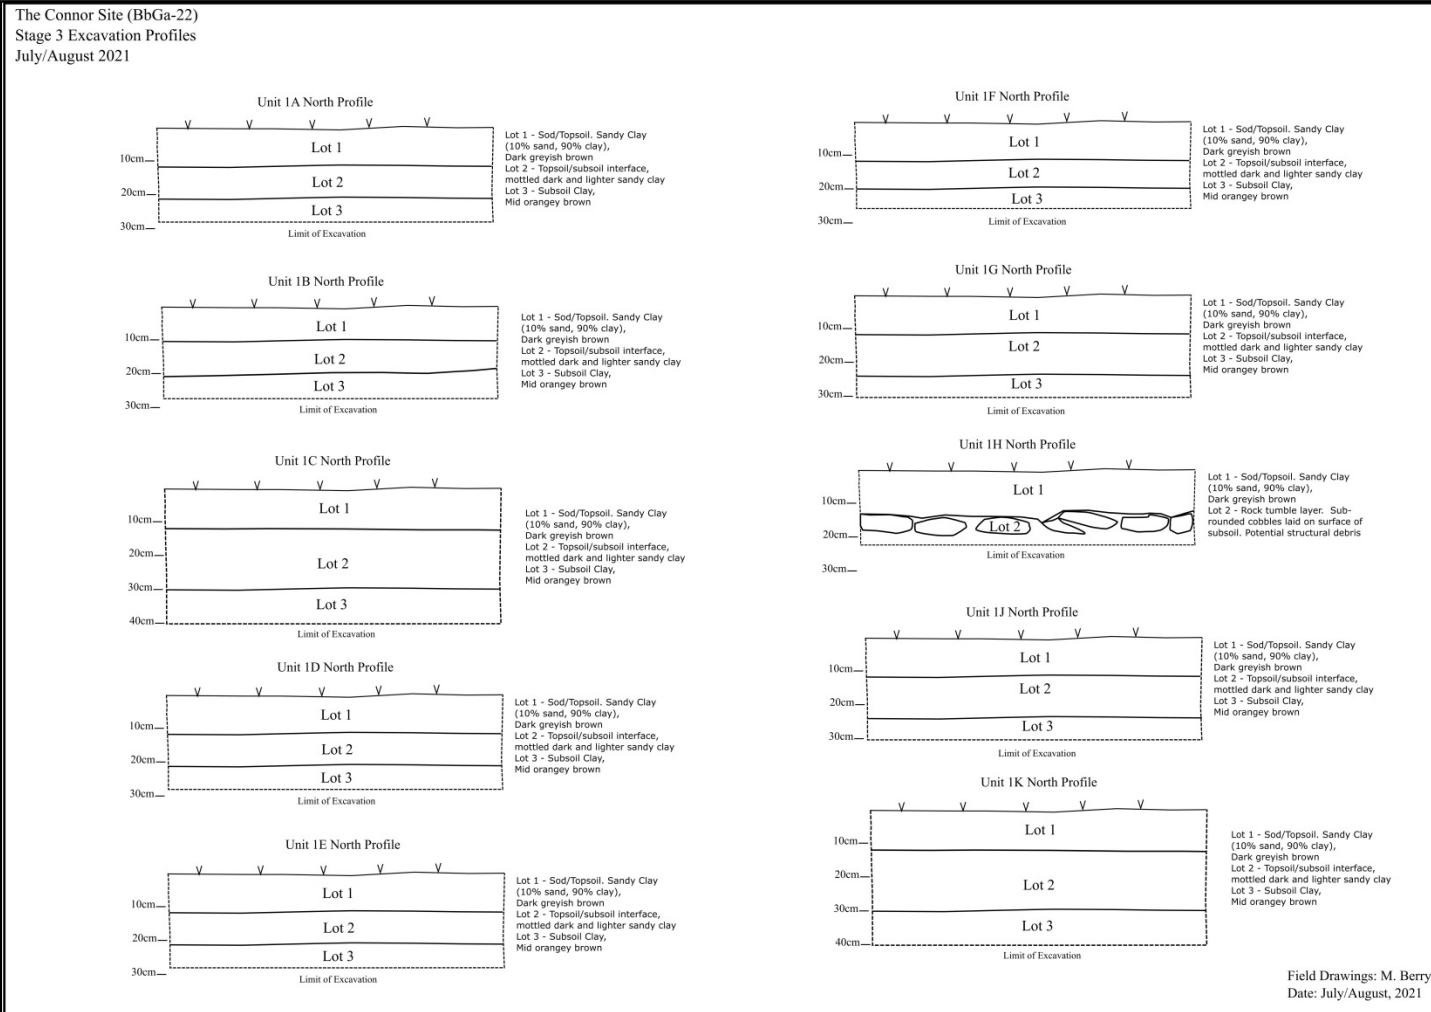 The Connor Site (BbGa-22)
Stage 3 Excavation Profiles
July/August 2021
Unit 1A North Profile
10cm
20cm
30cm
Lot 1
Lot 2
Lot 3
Limit of Excavation
Lot 1 - Sod/Topsoil. Sandy Clay
(10% sand, 90% clay),
Dark greyish brown
Lot 2 - Topsoil/subsoil interface,
mottled dark and lighter sandy clay
Lot 3 - Subsoil Clay,
Mid orangey brown
Unit 1B North Profile
10cm
20cm
30cm
Lot 1
Lot 2
Lot 3
Limit of Excavation
Lot 1 - Sod/Topsoil. Sandy Clay
(10% sand, 90% clay),
Dark greyish brown
Lot 2 - Topsoil/subsoil interface,
mottled dark and lighter sandy clay
Lot 3 - Subsoil Clay,
Mid orangey brown
Unit 1C North Profile
10cm
20cm
30cm
40cm
Lot 1
Lot 2
Lot 3
Limit of Excavation
Lot 1 - Sod/Topsoil. Sandy Clay
(10% sand, 90% clay),
Dark greyish brown
Lot 2 - Topsoil/subsoil interface,
mottled dark and lighter sandy clay
Lot 3 - Subsoil Clay,
Mid orangey brown
Unit 1D North Profile
10cm
20cm
30cm
Lot 1
Lot 2
Lot 3
Limit of Excavation
Lot 1 - Sod/Topsoil. Sandy Clay
(10% sand, 90% clay),
Dark greyish brown
Lot 2 - Topsoil/subsoil interface,
mottled dark and lighter sandy clay
Lot 3 - Subsoil Clay,
Mid orangey brown
Unit 1E North Profile
10cm
20cm
30cm
Lot 1
Lot 2
Lot 3
Limit of Excavation
Lot 1 - Sod/Topsoil. Sandy Clay
(10% sand, 90% clay),
Dark greyish brown
Lot 2 - Topsoil/subsoil interface,
mottled dark and lighter sandy clay
Lot 3 - Subsoil Clay,
Mid orangey brown
Unit 1F North Profile
10cm
20cm
30cm
Lot 1
Lot 2
Lot 3
Limit of Excavation
Lot 1 - Sod/Topsoil. Sandy Clay
(10% sand, 90% clay),
Dark greyish brown
Lot 2 - Topsoil/subsoil interface,
mottled dark and lighter sandy clay
Lot 3 - Subsoil Clay,
Mid orangey brown
Unit 1G North Profile
10cm
20cm
30cm
Lot 1
Lot 2
Lot 3
Limit of Excavation
Lot 1 - Sod/Topsoil. Sandy Clay
(10% sand, 90% clay),
Dark greyish brown
Lot 2 - Topsoil/subsoil interface,
mottled dark and lighter sandy clay
Lot 3 - Subsoil Clay,
Mid orangey brown
Unit 1H North Profile
10cm
20cm
30cm
Lot 1
Lot 2
Limit of Excavation
Lot 1 - Sod/Topsoil. Sandy Clay
(10% sand, 90% clay),
Dark greyish brown
Lot 2 - Rock tumble layer. Sub-
rounded cobbles laid on surface of
subsoil. Potential structural debris
Unit 1J North Profile
10cm
20cm
30cm
Lot 1
Lot 2
Lot 3
Limit of Excavation
Lot 1 - Sod/Topsoil. Sandy Clay
(10% sand, 90% clay),
Dark greyish brown
Lot 2 - Topsoil/subsoil interface,
mottled dark and lighter sandy clay
Lot 3 - Subsoil Clay,
Mid orangey brown
Unit 1K North Profile
10cm
20cm
30cm
40cm
Lot 1
Lot 2
Lot 3
Limit of Excavation
Lot 1 - Sod/Topsoil. Sandy Clay
(10% sand, 90% clay),
Dark greyish brown
Lot 2 - Topsoil/subsoil interface,
mottled dark and lighter sandy clay
Lot 3 - Subsoil Clay,
Mid orangey brown
Field Drawings: M. Berry
Date: July/August, 2021